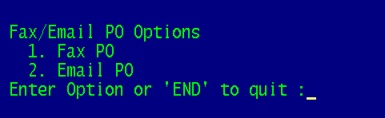 Fax/Email PO Options
1. Fax PO
2. Email PO
Enter Option or 'END' to quit :_